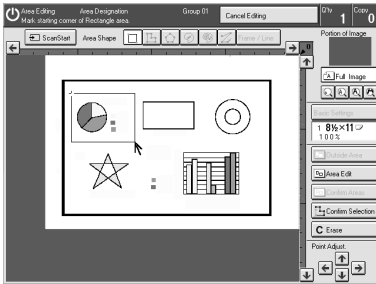 Area Editing Area Designation Group 01 Cancel Editing Q'ty 1 Copy 0
Mark starting corner of Rectangle area.
ScanStart Area Shape Frame / Line
Portion of Image
Full Image
Basic Settings
1 8½×11
100%
Outside Area
Area Edit
Confirm Areas
Confirm Selection
C Erase
Point Adjust.